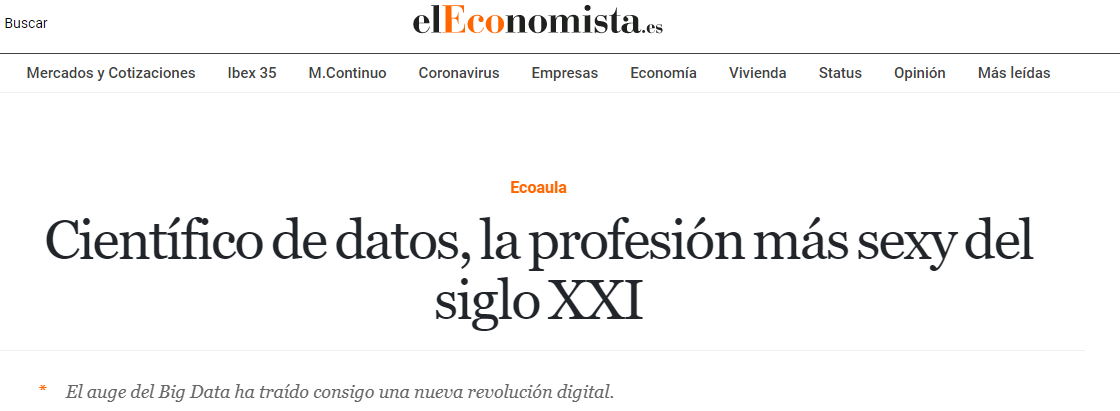 Buscar
elEconomista.es
Mercados y Cotizaciones Ibex 35 M.Continuo Coronavirus Empresas Economía Vivienda Status Opinión Más leídas
Ecoaula
Científico de datos, la profesión más sexy del
siglo XXI
* El auge del Big Data ha traído consigo una nueva revolución digital.